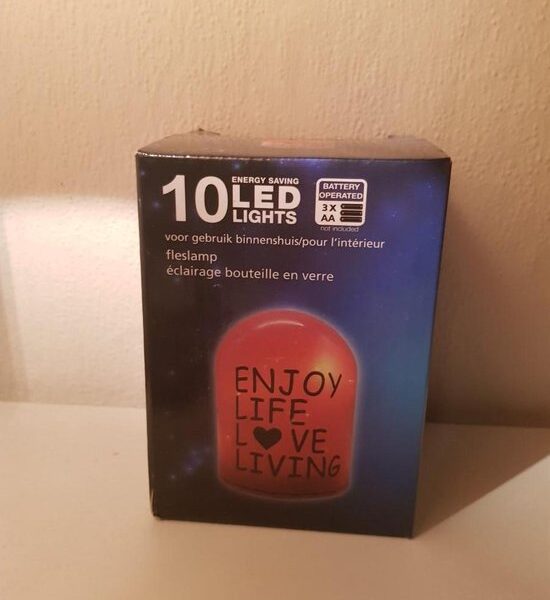 10 ENERGY SAVING
LED
LIGHTS
BATTERY
OPERATED
3 X
AA
not included
voor gebruik binnenshuis/pour l'intérieur
fleslamp
éclairage bouteille en verre
ENJOY
LIFE
L♥VE
LIVING